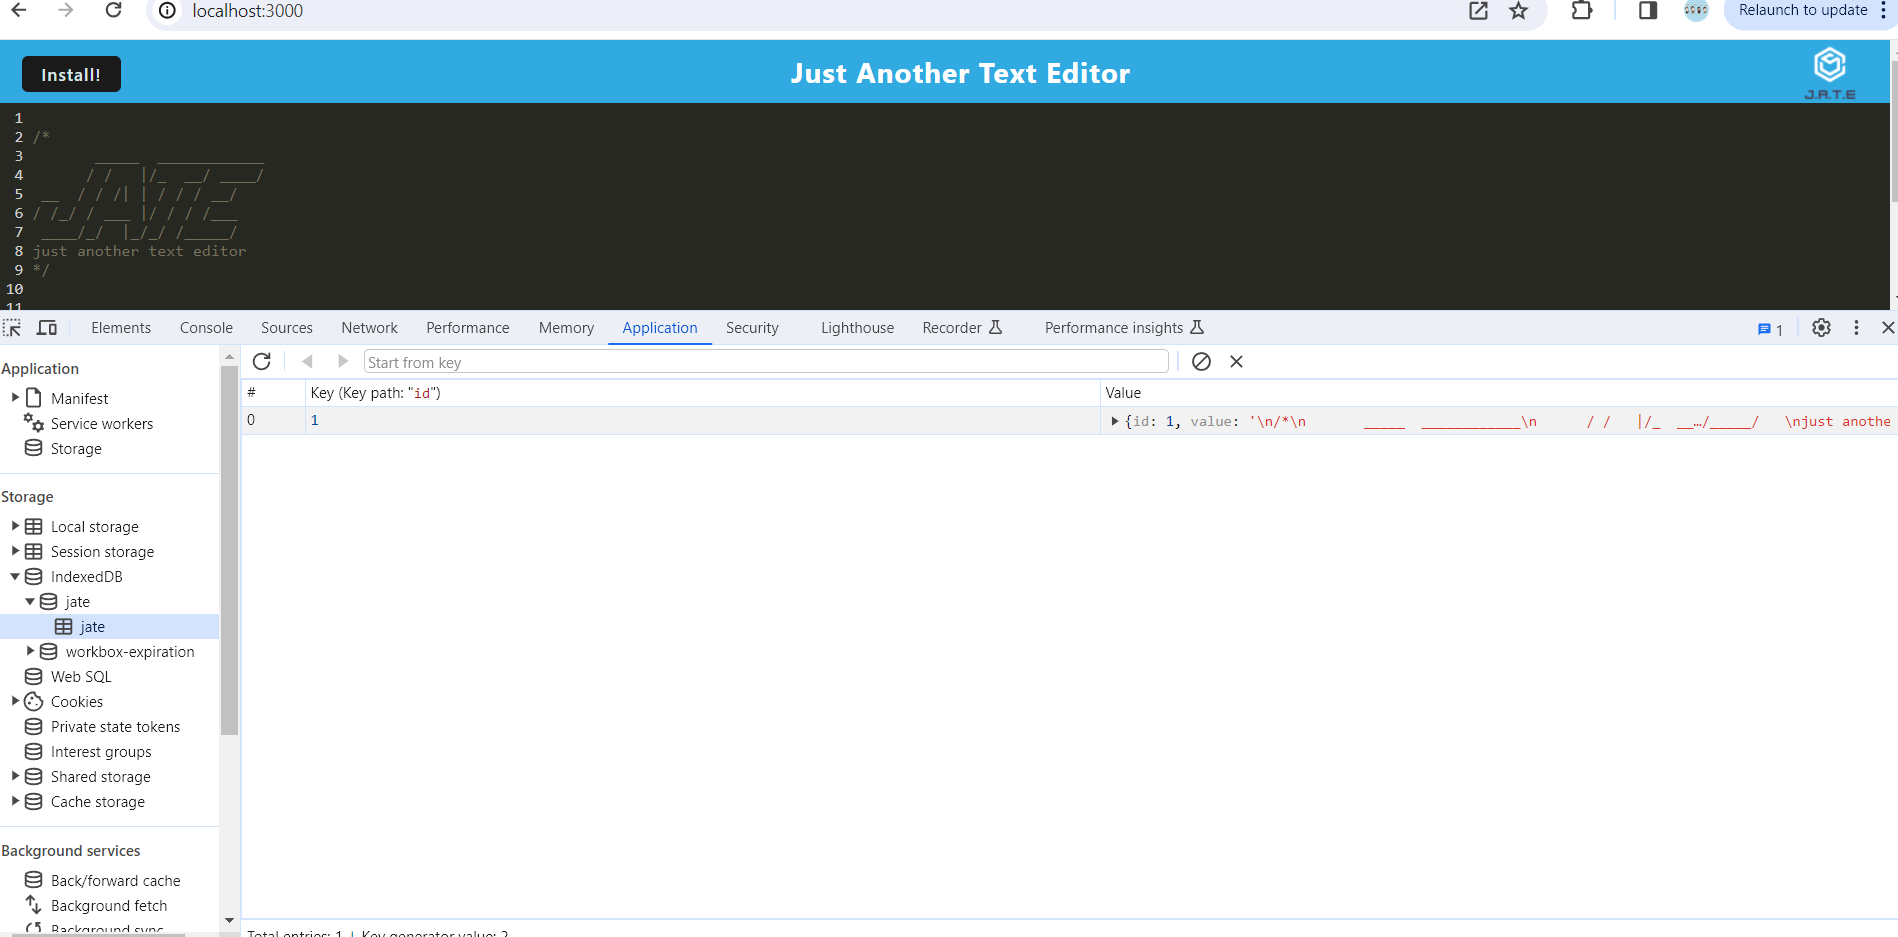 localhost:3000
Relaunch to update
Install!
Just Another Text Editor
J.A.T.E
1
2 /*
3        _____  ____________
4       / /   |/_  __/ ____/
5  __  / / /| | / / / __/
6 / /_/ / ___ |/ / / /___
7  ____/_/  |_/_/ /_____/
8 just another text editor
9 */
10
11
Elements Console Sources Network Performance Memory Application Security Lighthouse Recorder Performance insights 1
Application
Manifest
Service workers
Storage
Storage
Local storage
Session storage
IndexedDB
jate
jate
workbox-expiration
Web SQL
Cookies
Private state tokens
Interest groups
Shared storage
Cache storage
Background services
Back/forward cache
Background fetch
Background sync
Start from key
# Key (Key path: "id") Value
0 1 {id: 1, value: '\n/*\n       _____  ____________\n      / /   |/_  __…/_____/   \njust anothe
Total entries: 1 | Key generator value: 2